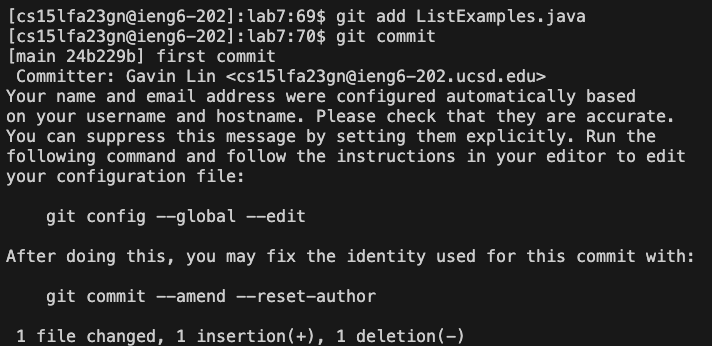 [cs15lfa23gn@ieng6-202]:lab7:69$ git add ListExamples.java
[cs15lfa23gn@ieng6-202]:lab7:70$ git commit
[main 24b229b] first commit
 Committer: Gavin Lin <cs15lfa23gn@ieng6-202.ucsd.edu>
Your name and email address were configured automatically based
on your username and hostname. Please check that they are accurate.
You can suppress this message by setting them explicitly. Run the
following command and follow the instructions in your editor to edit
your configuration file:

    git config --global --edit

After doing this, you may fix the identity used for this commit with:

    git commit --amend --reset-author

 1 file changed, 1 insertion(+), 1 deletion(-)